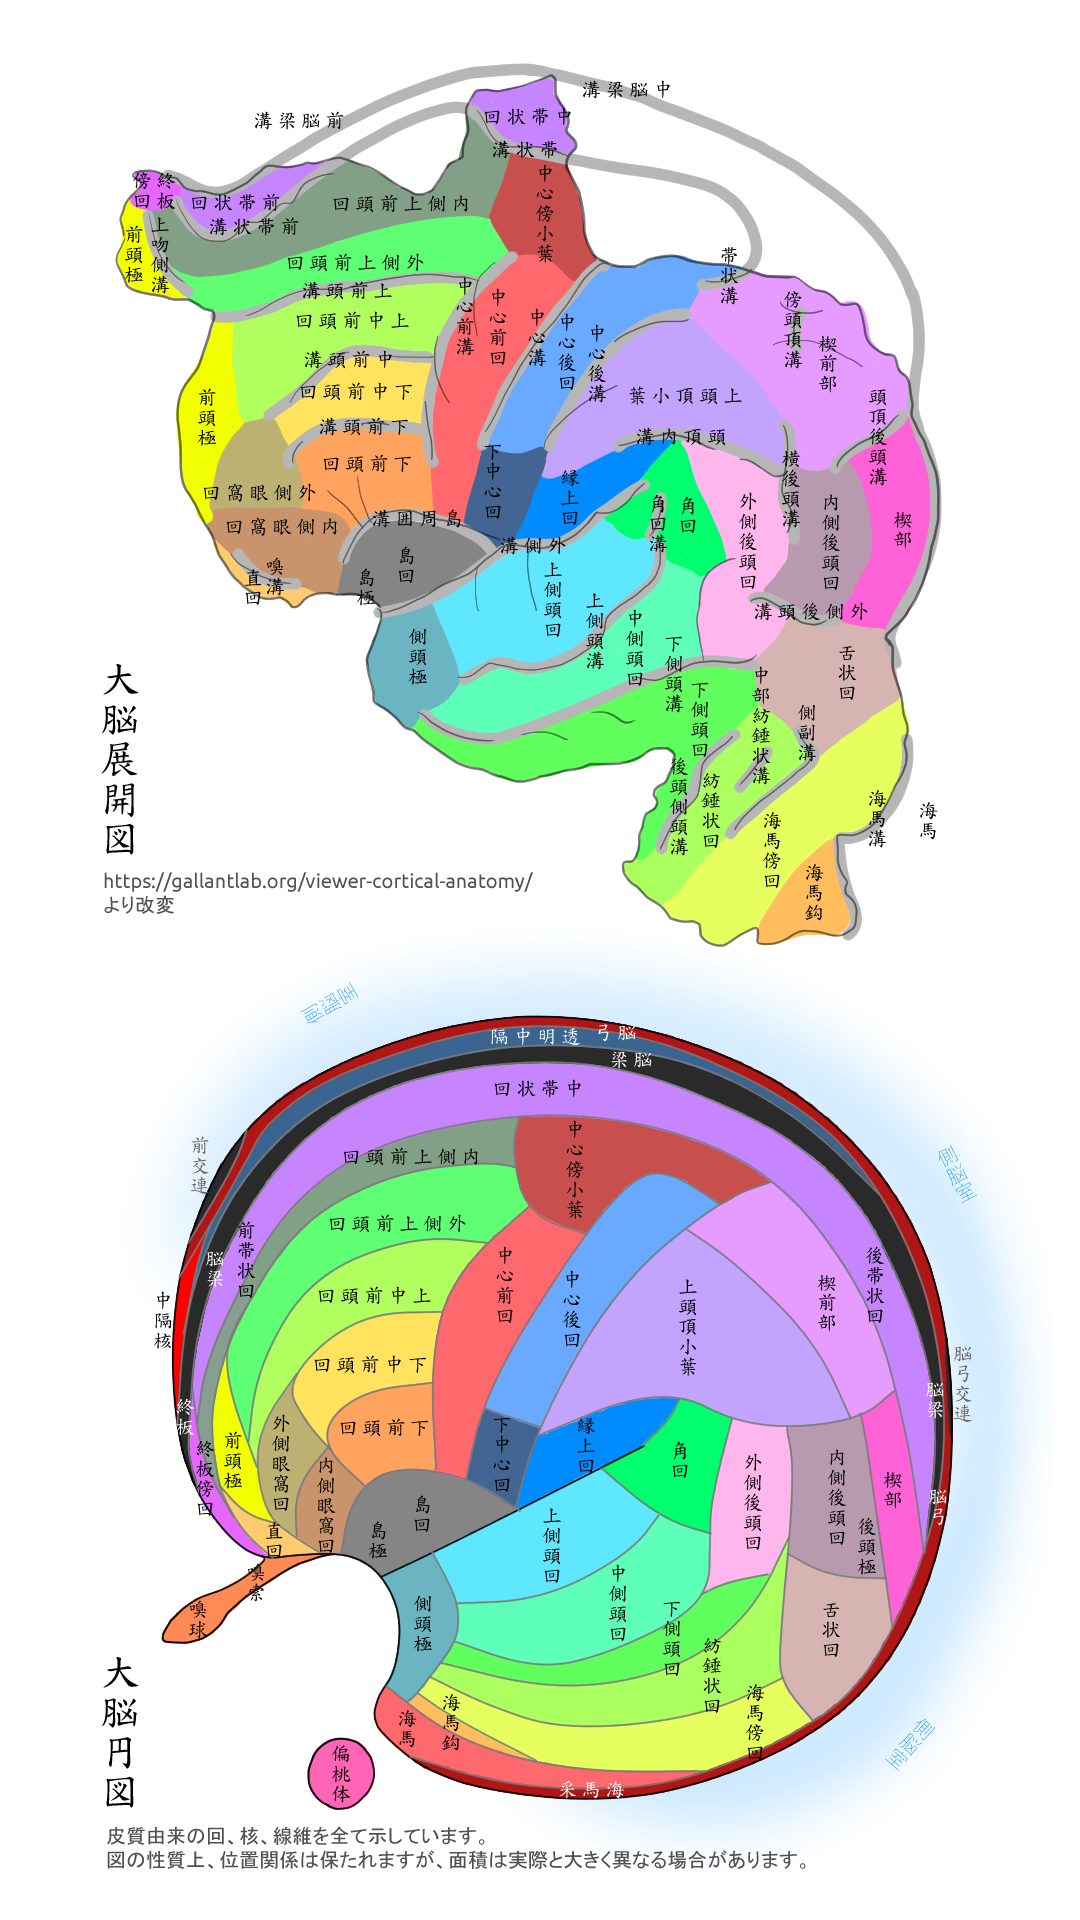 前脳梁溝
中脳梁溝
中帯状回
帯状溝
終板傍回
前帯状回
前帯状溝
内側上前頭回
中心傍小葉
前頭極
上吻側溝
外側上前頭回
上前頭溝
上中前頭回
中前頭溝
下中前頭回
下前頭溝
下前頭回
中心前溝
中心前回
中心溝
中心後回
中心後溝
帯状溝
傍頭頂溝
楔前部
頭頂後頭溝
上頭頂小葉
頭頂内溝
前頭極
外側眼窩回
内側眼窩回
嗅溝
直回
島周囲溝
島回
島極
外側溝
下中心回
縁上回
角回溝
角回
外側後頭回
横後頭溝
内側後頭回
楔部
外側後頭溝
舌状回
側頭極
上側頭回
上側頭溝
中側頭回
下側頭溝
下側頭回
中部紡錘状溝
側副溝
後頭側頭溝
紡錘状回
海馬傍回
海馬鈎
海馬溝
海馬
大脳展開図
https://gallantlab.org/viewer-cortical-anatomy/
より改変
側脳室
脳弓
透明中隔
脳梁
中帯状回
前交連
側脳室
中心傍小葉
内側上前頭回
前帯状回
外側上前頭回
脳梁
中隔核
上中前頭回
中心前回
中心後回
上頭頂小葉
楔前部
後帯状回
脳弓交連
脳梁
下中前頭回
下前頭回
終板
終板傍回
前頭極
外側眼窩回
内側眼窩回
直回
下中心回
縁上回
角回
外側後頭回
内側後頭回
後頭極
楔部
脳弓
島回
島極
嗅索
嗅球
側頭極
上側頭回
中側頭回
下側頭回
紡錘状回
舌状回
海馬傍回
海馬鈎
海馬
海馬采
側脳室
偏桃体
大脳円図
皮質由来の回、核、線維を全て示しています。
図の性質上、位置関係は保たれますが、面積は実際と大きく異なる場合があります。